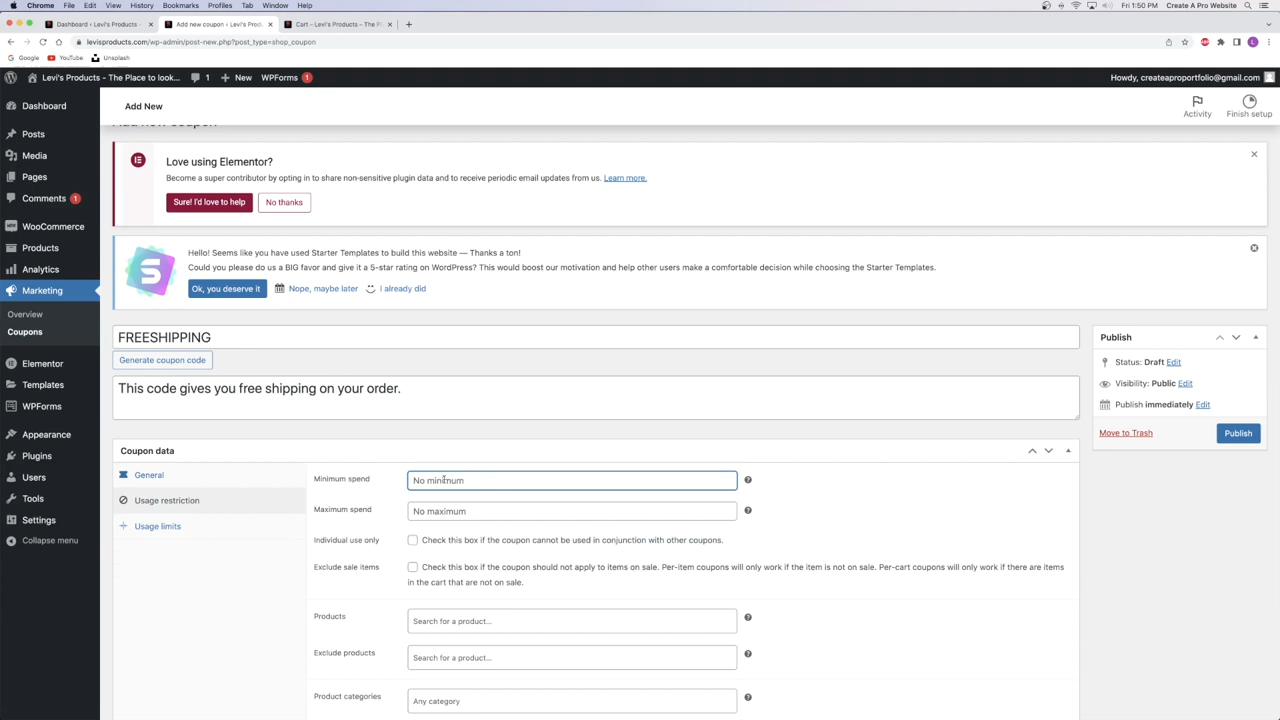 Chrome File Edit View History Bookmarks Profiles Tab Window Help Fri 1:50 PM Create A Pro Website
Dashboard ‹ Levi's Products - Add new coupon ‹ Levi's Produ Cart – Levi's Products – The Pl
levisproducts.com/wp-admin/post-new.php?post_type=shop_coupon
Google YouTube Unsplash
Levi's Products - The Place to look... 1 New WPForms 1 Howdy, createaproportfolio@gmail.com
Dashboard
Posts
Media
Pages
Comments 1
WooCommerce
Products
Analytics
Marketing
Overview
Coupons
Elementor
Templates
WPForms
Appearance
Plugins
Users
Tools
Settings
Collapse menu
Add New
Activity
Finish setup
Add new coupon
Love using Elementor?
Become a super contributor by opting in to share non-sensitive plugin data and to receive periodic email updates from us. Learn more.
Sure! I'd love to help No thanks
Hello! Seems like you have used Starter Templates to build this website — Thanks a ton!
Could you please do us a BIG favor and give it a 5-star rating on WordPress? This would boost our motivation and help other users make a comfortable decision while choosing the Starter Templates.
Ok, you deserve it Nope, maybe later I already did
FREESHIPPING
Generate coupon code
This code gives you free shipping on your order.
Publish
Status: Draft Edit
Visibility: Public Edit
Publish immediately Edit
Move to Trash Publish
Coupon data
General
Usage restriction
Usage limits
Minimum spend No minimum
Maximum spend No maximum
Individual use only Check this box if the coupon cannot be used in conjunction with other coupons.
Exclude sale items Check this box if the coupon should not apply to items on sale. Per-item coupons will only work if the item is not on sale. Per-cart coupons will only work if there are items
in the cart that are not on sale.
Products Search for a product...
Exclude products Search for a product...
Product categories Any category